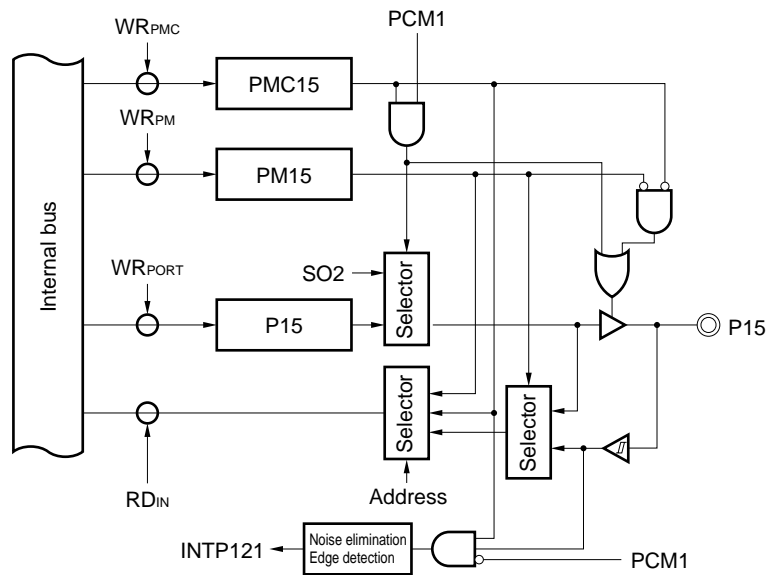 PCM1
WRPMC
PMC15
WRPM
PM15
Internal bus
WRPORT
SO2
Selector
P15
P15
Selector
Selector
RDIN
Address
INTP121
Noise elimination
Edge detection
PCM1